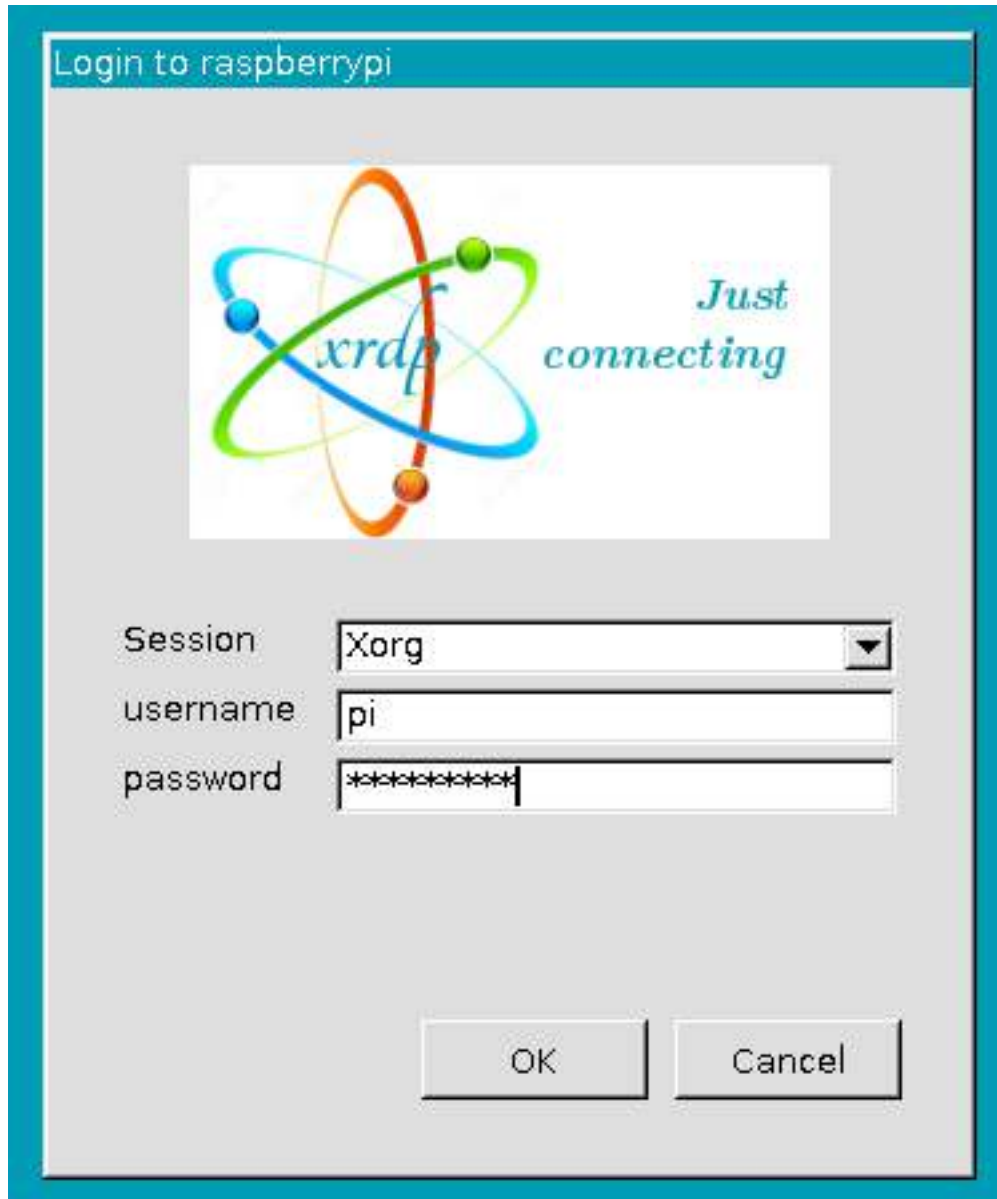 Login to raspberrypi
xrdp
Just
connecting
Session Xorg
username pi
password *********
OK Cancel